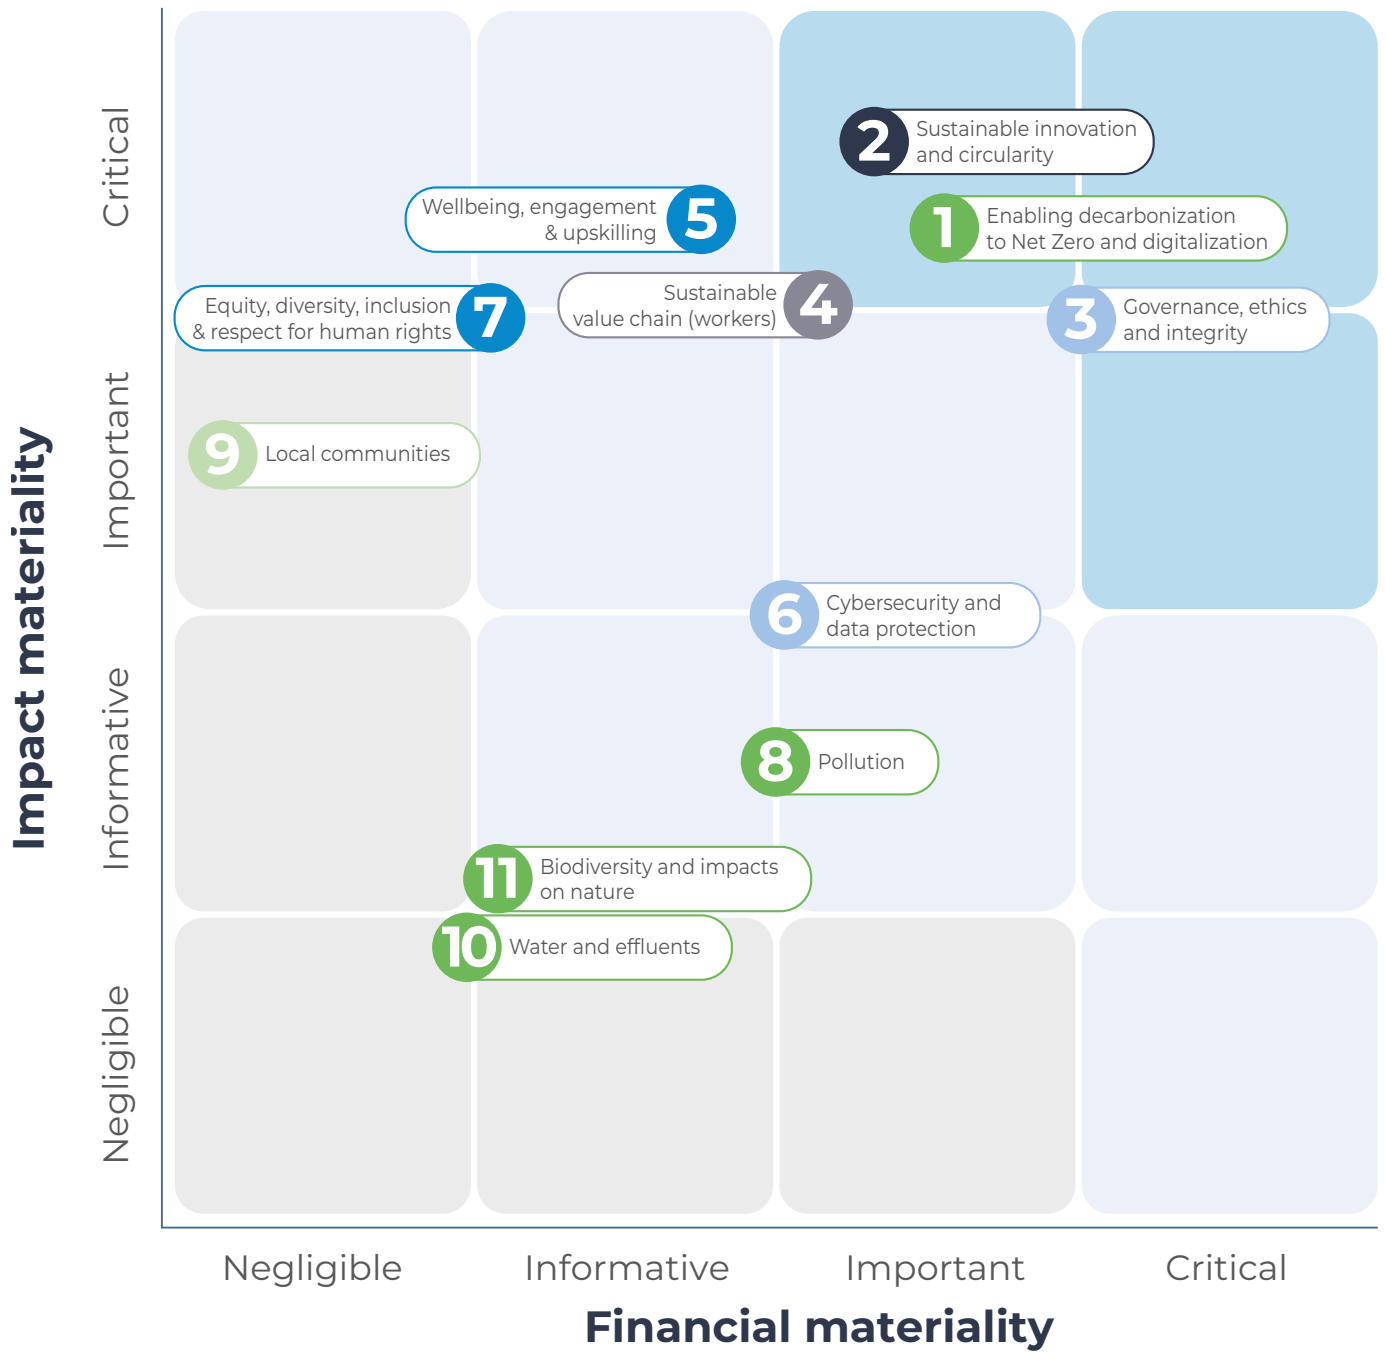 Impact materiality
Critical
Important
Informative
Negligible
2
Sustainable innovation
and circularity
5
Wellbeing, engagement
& upskilling
1
Enabling decarbonization
to Net Zero and digitalization
4
Sustainable
value chain (workers)
7
Equity, diversity, inclusion
& respect for human rights
3
Governance, ethics
and integrity
9
Local communities
6
Cybersecurity and
data protection
8
Pollution
11
Biodiversity and impacts
on nature
10
Water and effluents
Negligible
Informative
Important
Critical
Financial materiality